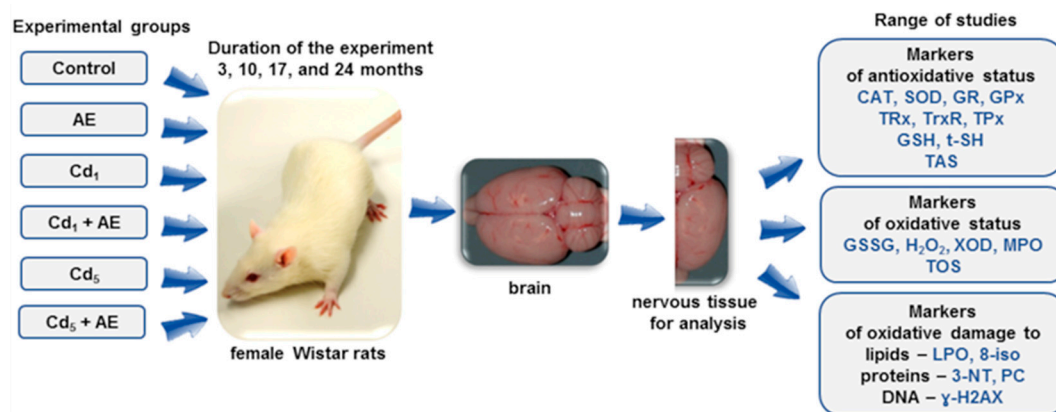 Experimental groups
Control
AE
Cd₁
Cd₁ + AE
Cd₅
Cd₅ + AE
Duration of the experiment
3, 10, 17, and 24 months
female Wistar rats
brain
nervous tissue
for analysis
Range of studies
Markers
of antioxidative status
CAT, SOD, GR, GPx
TRx, TrxR, TPx
GSH, t-SH
TAS
Markers
of oxidative status
GSSG, H₂O₂, XOD, MPO
TOS
Markers
of oxidative damage to
lipids – LPO, 8-iso
proteins – 3-NT, PC
DNA – ɣ-H2AX